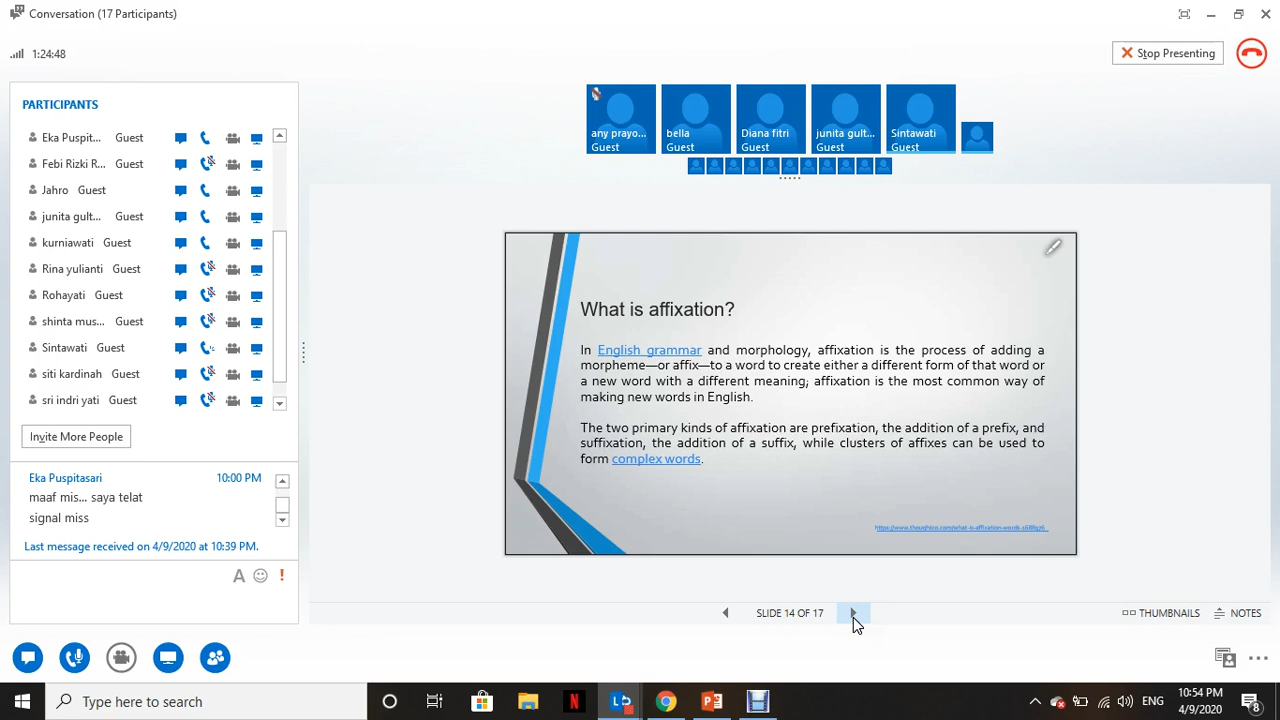 Conversation (17 Participants)
1:24:48
Stop Presenting
PARTICIPANTS
Eka Puspit... Guest
Febi Rizki R... Guest
Jahro Guest
junita gult... Guest
kurniawati Guest
Rina yulianti Guest
Rohayati Guest
shinta mus... Guest
Sintawati Guest
siti kardinah Guest
sri indri yati Guest
Invite More People
Eka Puspitasari 10:00 PM
maaf mis... saya telat
signal miss
Last message received on 4/9/2020 at 10:39 PM.
any prayo... Guest
bella Guest
Diana fitri Guest
junita gult... Guest
Sintawati Guest
What is affixation?
In English grammar and morphology, affixation is the process of adding a
morpheme—or affix—to a word to create either a different form of that word or
a new word with a different meaning; affixation is the most common way of
making new words in English.
The two primary kinds of affixation are prefixation, the addition of a prefix, and
suffixation, the addition of a suffix, while clusters of affixes can be used to
form complex words.
SLIDE 14 OF 17
THUMBNAILS
NOTES
Type here to search
ENG
10:54 PM
4/9/2020
8